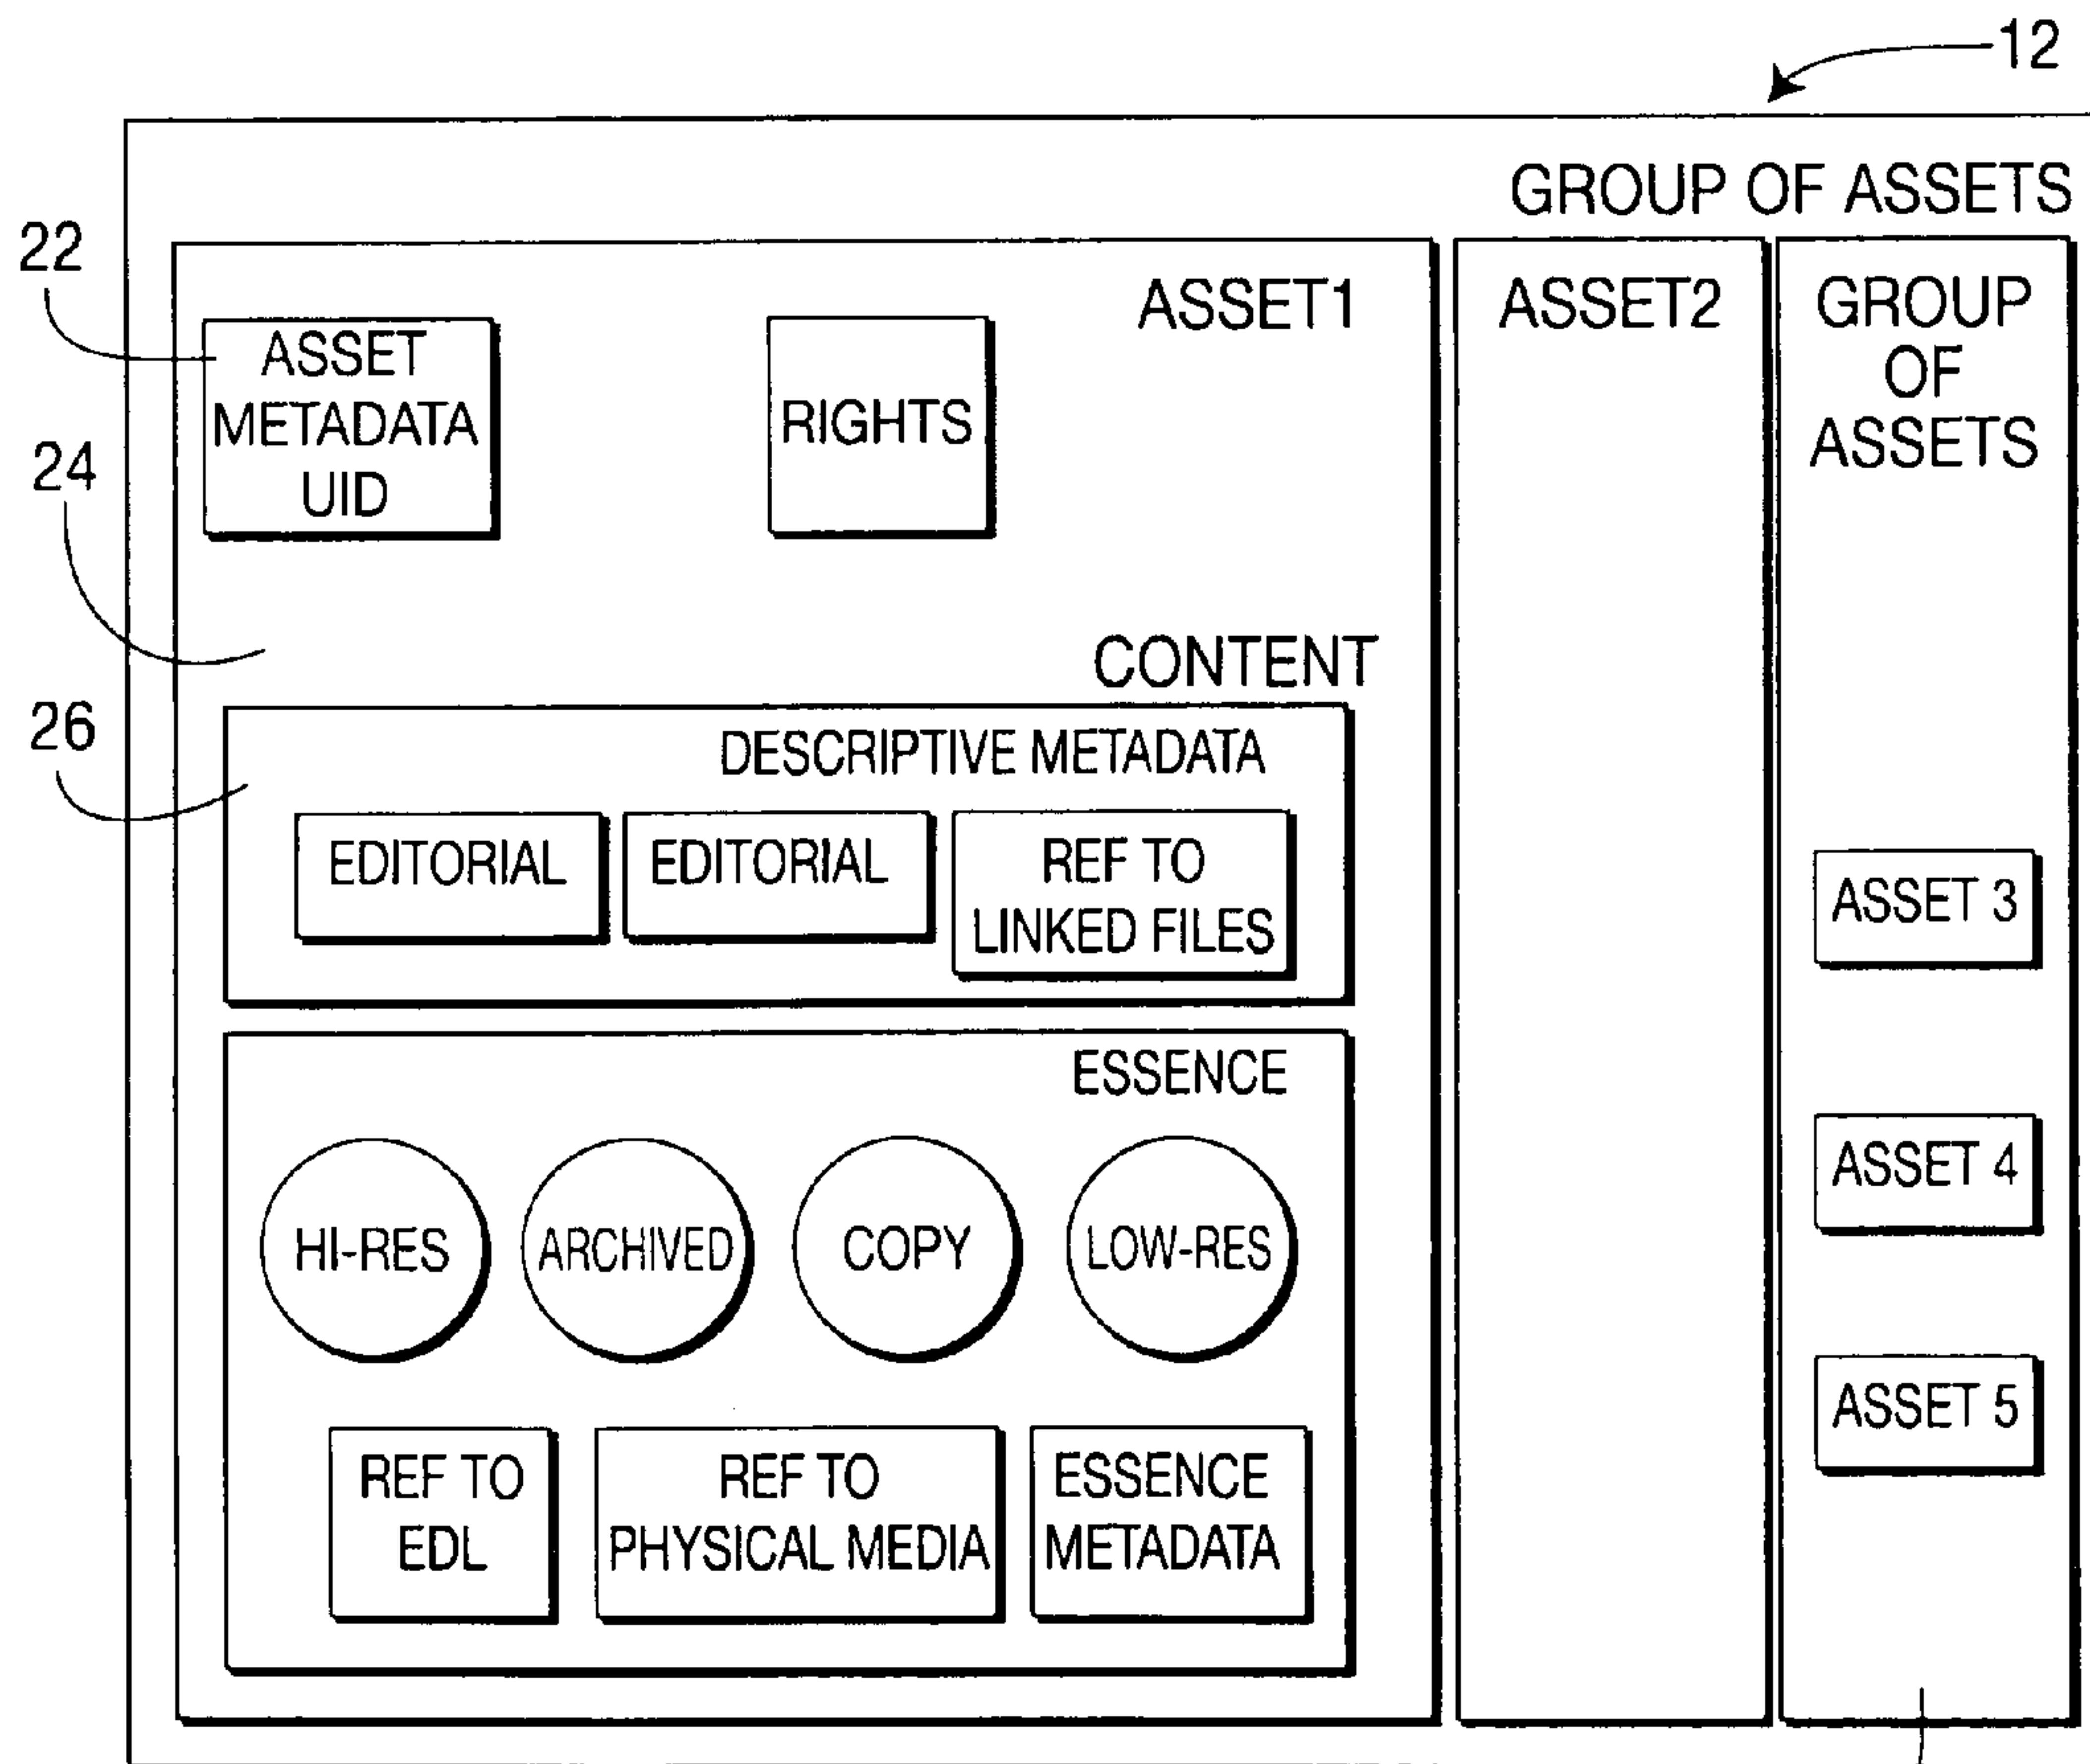 12
GROUP OF ASSETS
22
24
26
ASSET1
ASSET
METADATA
UID
RIGHTS
CONTENT
DESCRIPTIVE METADATA
EDITORIAL
EDITORIAL
REF TO
LINKED FILES
ESSENCE
HI-RES
ARCHIVED
COPY
LOW-RES
REF TO
EDL
REF TO
PHYSICAL MEDIA
ESSENCE
METADATA
ASSET2
GROUP
OF
ASSETS
ASSET 3
ASSET 4
ASSET 5